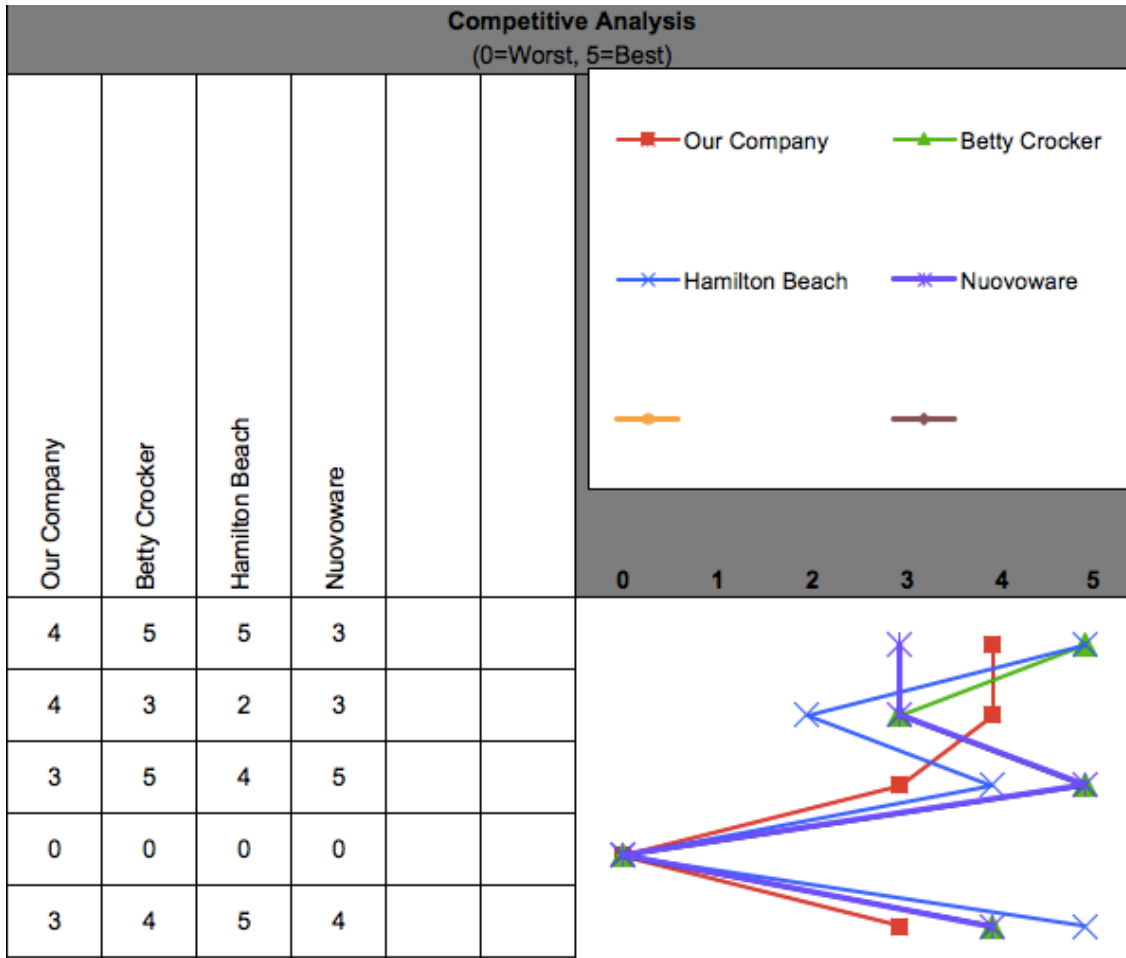 Competitive Analysis
(0=Worst, 5=Best)
Our Company
Betty Crocker
Hamilton Beach
Nuovoware
Our Company Betty Crocker
Hamilton Beach Nuovoware
0 1 2 3 4 5
4 5 5 3
4 3 2 3
3 5 4 5
0 0 0 0
3 4 5 4